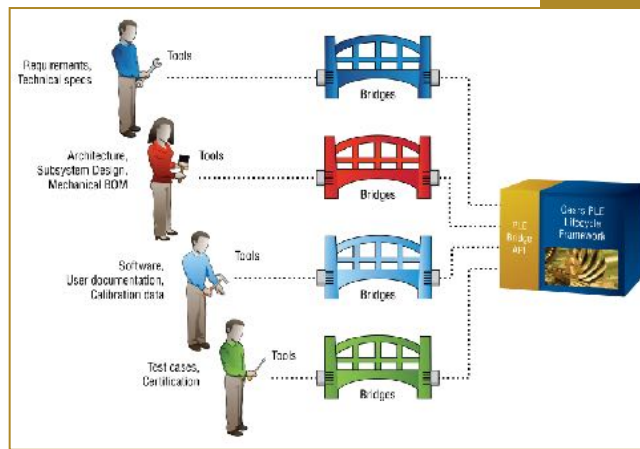 Requirements,
Technical specs
Tools
Bridges
Architecture,
Subsystem Design,
Mechanical BOM
Tools
Bridges
Software,
User documentation,
Calibration data
Tools
Bridges
Test cases,
Certification
Tools
Bridges
PLE
Bridge
API
Gears PLE
Lifecycle
Framework